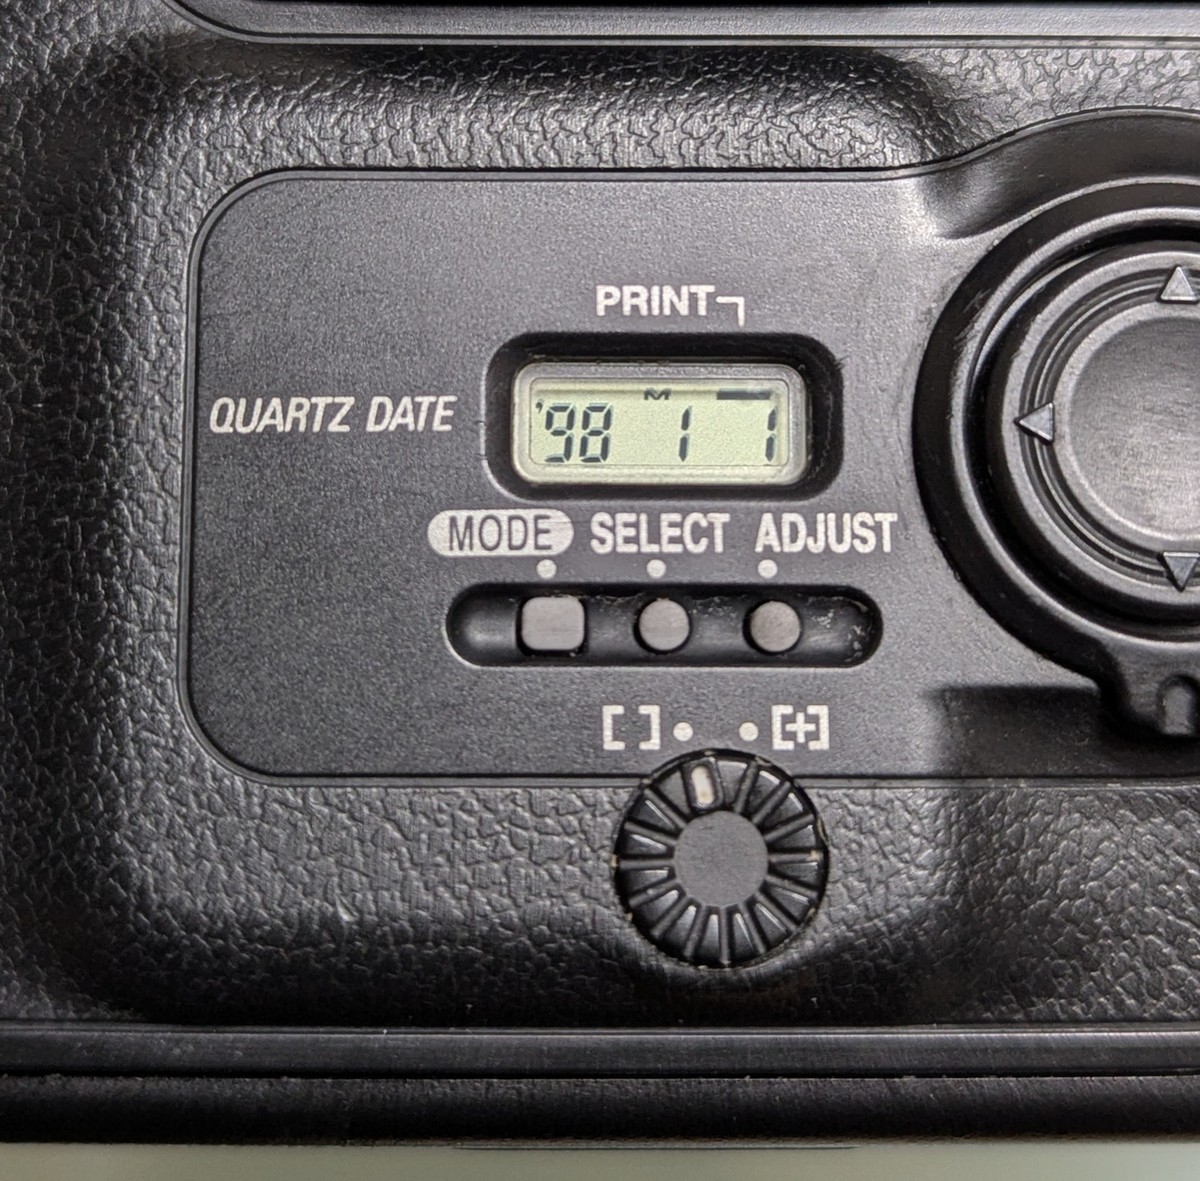 PRINT
M
'98 1 1
QUARTZ DATE
MODE SELECT ADJUST
[ ] [+]